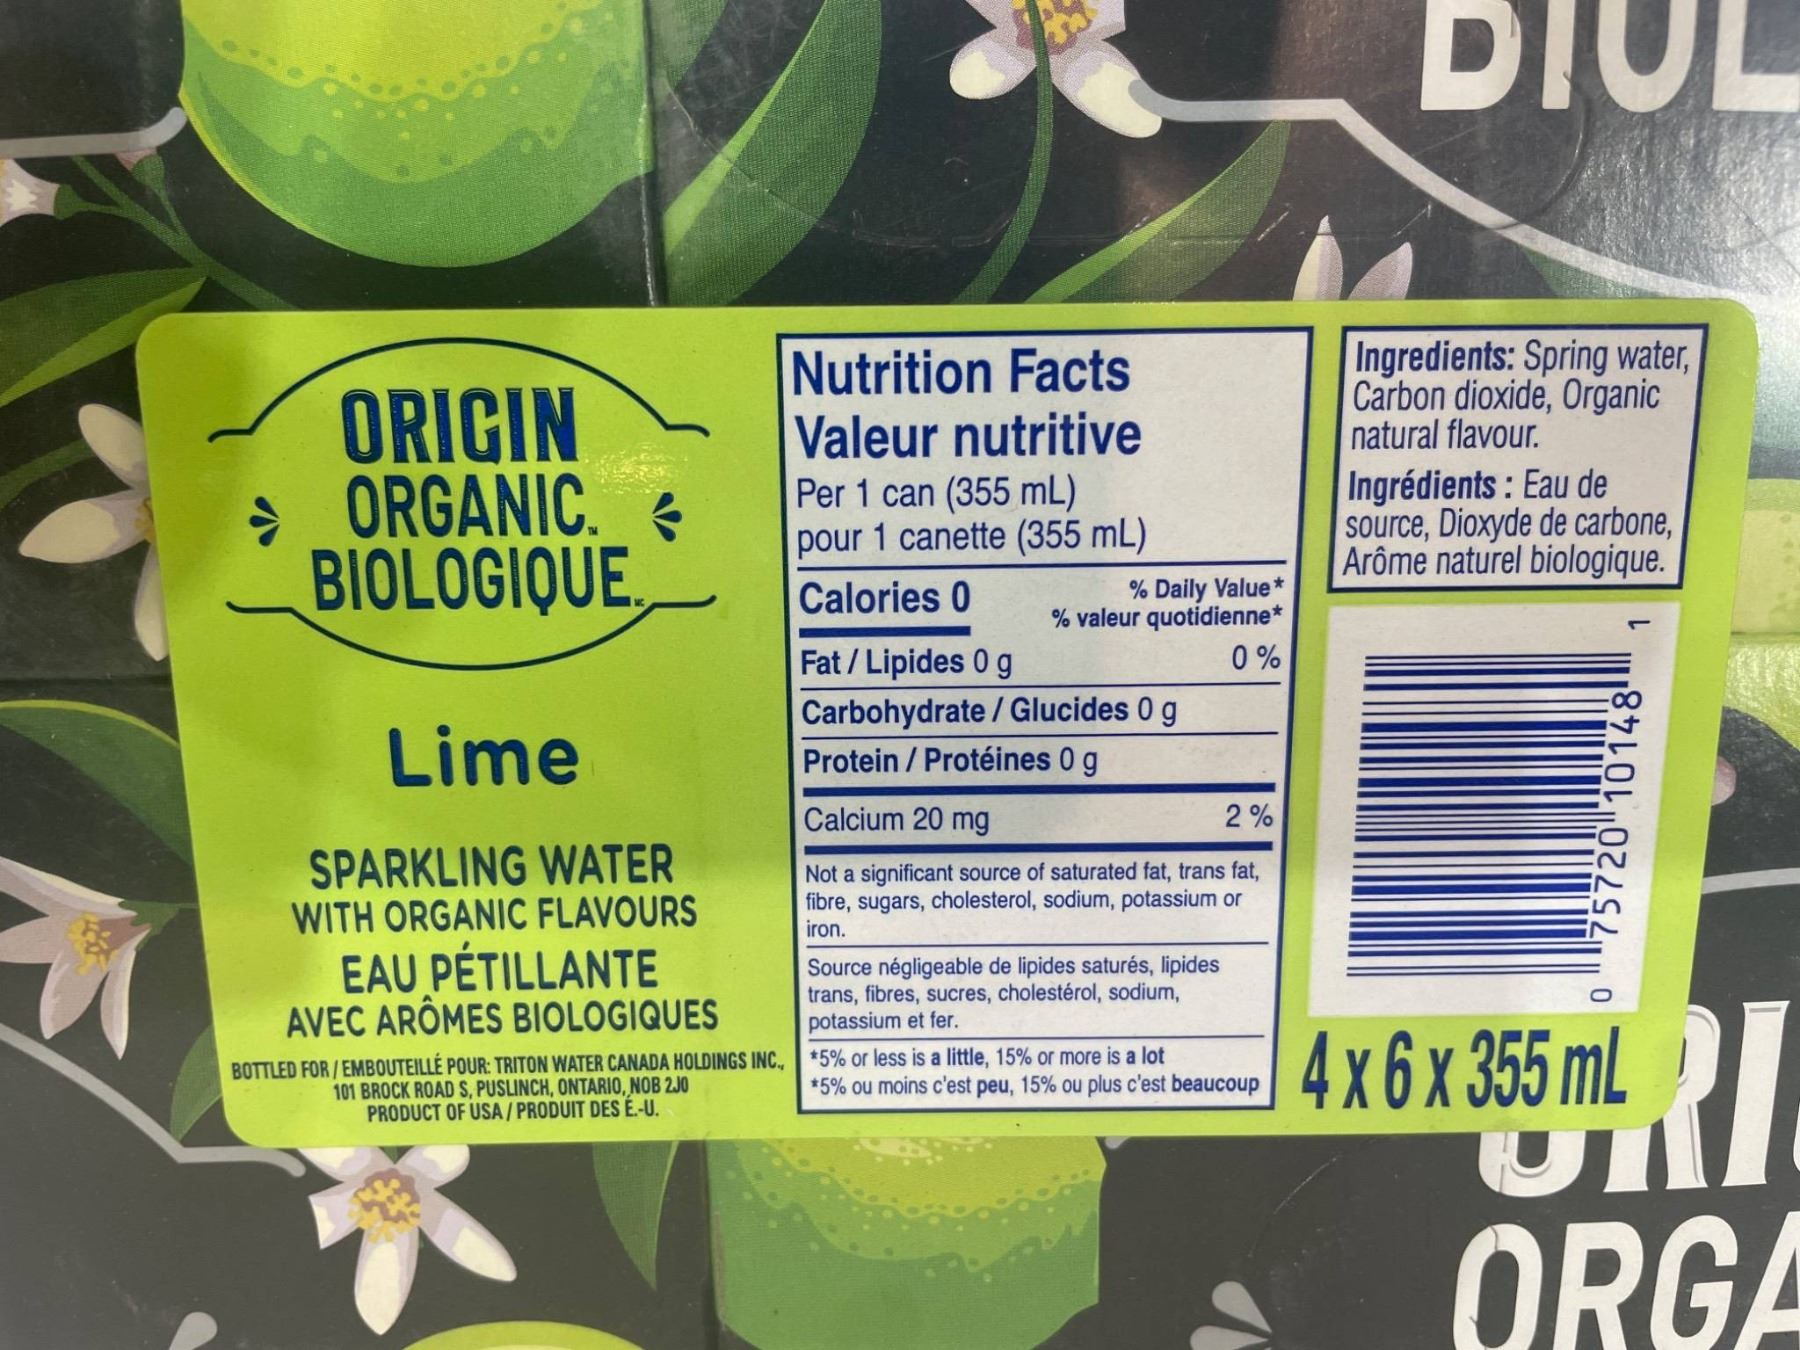 ORIGIN
ORGANIC™
BIOLOGIQUE MC
Lime
SPARKLING WATER
WITH ORGANIC FLAVOURS
EAU PÉTILLANTE
AVEC ARÔMES BIOLOGIQUES
BOTTLED FOR / EMBOUTEILLÉ POUR: TRITON WATER CANADA HOLDINGS INC.,
101 BROCK ROAD S, PUSLINCH, ONTARIO, N0B 2J0
PRODUCT OF USA / PRODUIT DES É.-U.
Nutrition Facts
Valeur nutritive
Per 1 can (355 mL)
pour 1 canette (355 mL)
Calories 0
% Daily Value*
% valeur quotidienne*
Fat / Lipides 0 g 0 %
Carbohydrate / Glucides 0 g
Protein / Protéines 0 g
Calcium 20 mg 2 %
Not a significant source of saturated fat, trans fat,
fibre, sugars, cholesterol, sodium, potassium or
iron.
Source négligeable de lipides saturés, lipides
trans, fibres, sucres, cholestérol, sodium,
potassium et fer.
*5% or less is a little, 15% or more is a lot
*5% ou moins c'est peu, 15% ou plus c'est beaucoup
Ingredients: Spring water,
Carbon dioxide, Organic
natural flavour.
Ingrédients : Eau de
source, Dioxyde de carbone,
Arôme naturel biologique.
0 75720 10148 1
4 x 6 x 355 mL
BIOL
ORI
ORGA